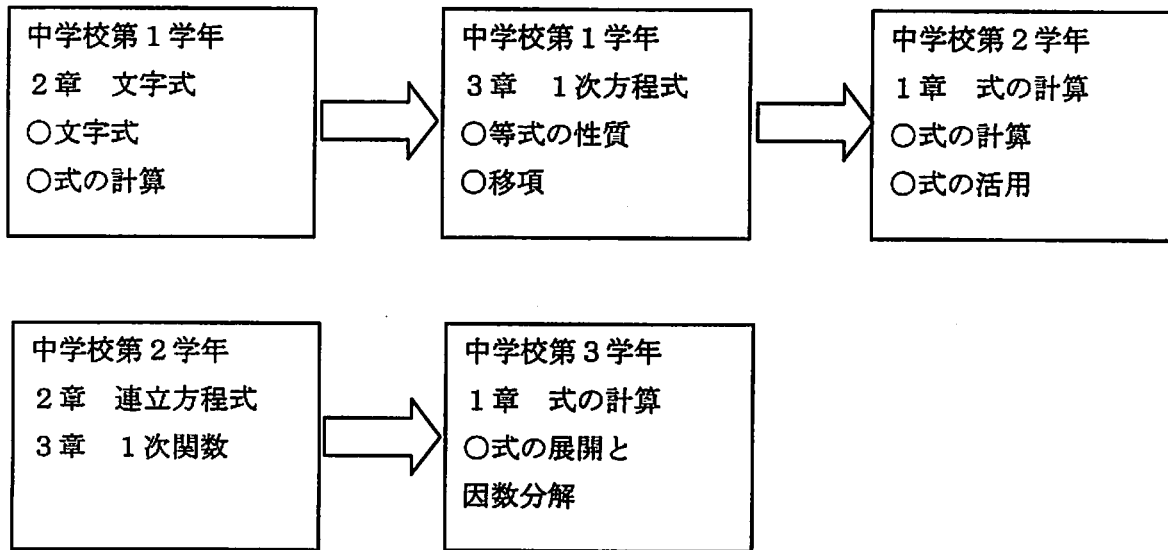 中学校第1学年
2章 文字式
○文字式
○式の計算
中学校第1学年
3章 1次方程式
○等式の性質
○移項
中学校第2学年
1章 式の計算
○式の計算
○式の活用
中学校第2学年
2章 連立方程式
3章 1次関数
中学校第3学年
1章 式の計算
○式の展開と
因数分解